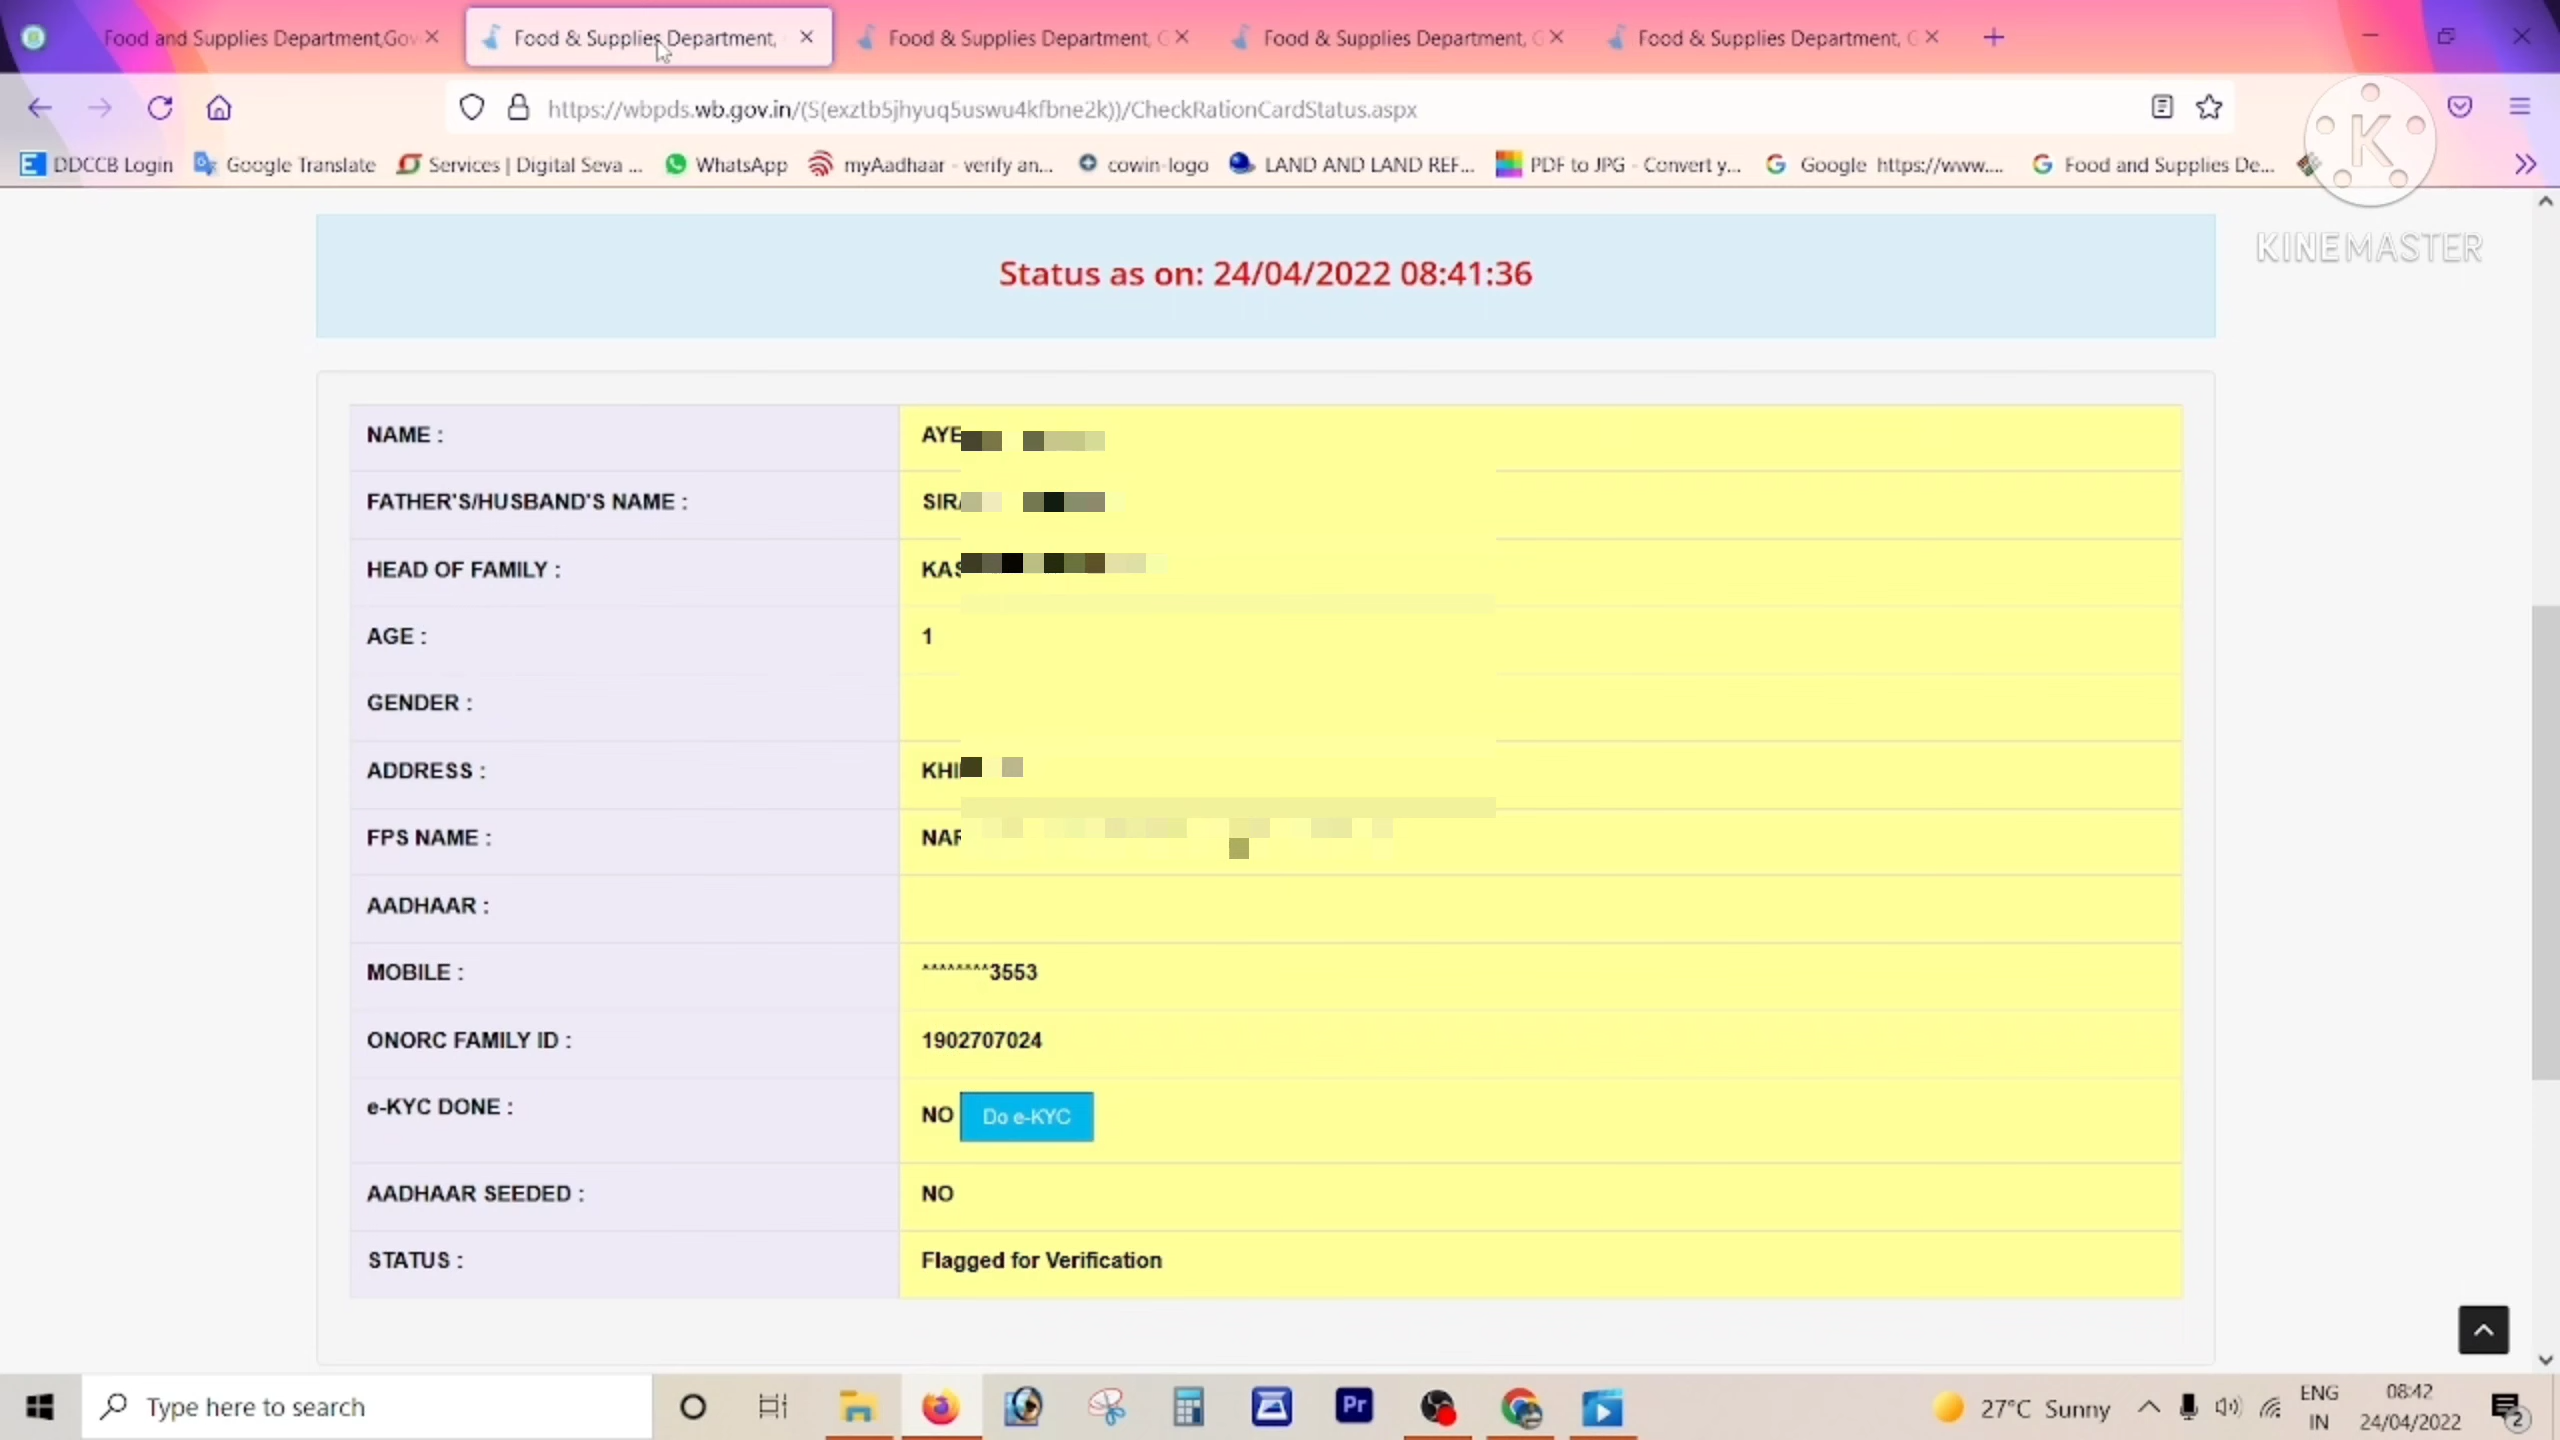 Food and Supplies Department,Gov
Food & Supplies Department,
Food & Supplies Department, G
Food & Supplies Department, G
Food & Supplies Department, G
https://wbpds.wb.gov.in/(S(exztb5jhyuq5uswu4kfbne2k))/CheckRationCardStatus.aspx
DDCCB Login
Google Translate
Services | Digital Seva ...
WhatsApp
myAadhaar - verify an...
cowin-logo
LAND AND LAND REF...
PDF to JPG - Convert y...
Google https://www....
Food and Supplies De...
K
KINEMASTER
Status as on: 24/04/2022 08:41:36
NAME : AYE
FATHER'S/HUSBAND'S NAME : SIR
HEAD OF FAMILY : KAS
AGE : 1
GENDER :
ADDRESS : KHI
FPS NAME : NAR
AADHAAR :
MOBILE : ********3553
ONORC FAMILY ID : 1902707024
e-KYC DONE : NO Do e-KYC
AADHAAR SEEDED : NO
STATUS : Flagged for Verification
Type here to search
Pr
27°C Sunny
ENG
IN
08:42
24/04/2022
2